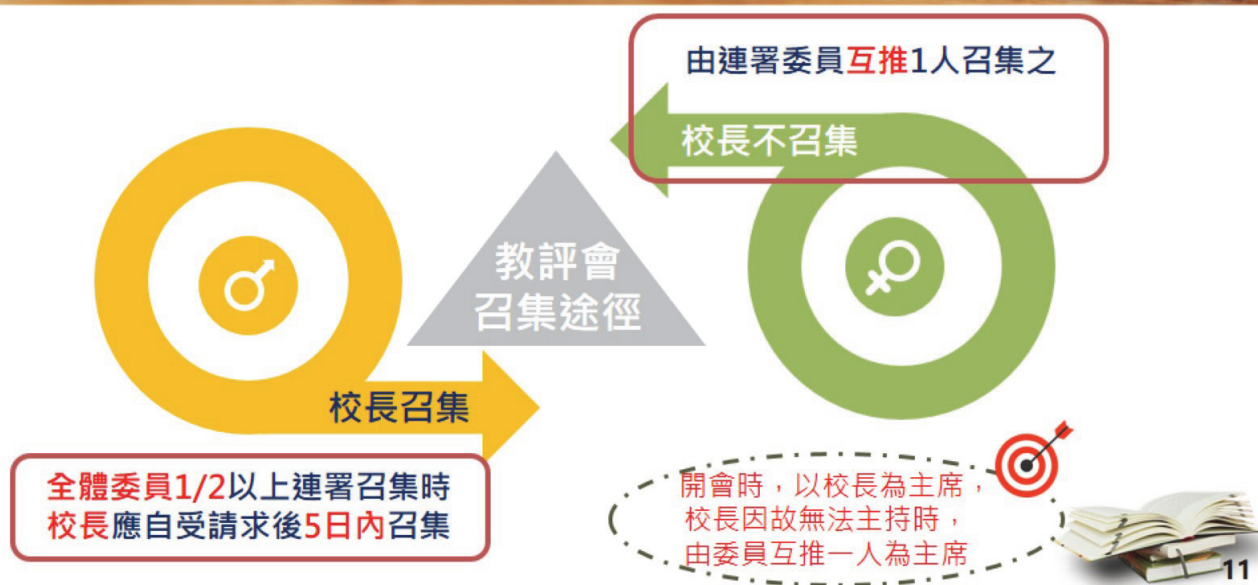 由連署委員互推1人召集之
校長不召集
教評會
召集途徑
校長召集
全體委員1/2以上連署召集時
校長應自受請求後5日內召集
開會時，以校長為主席，
校長因故無法主持時，
由委員互推一人為主席
11